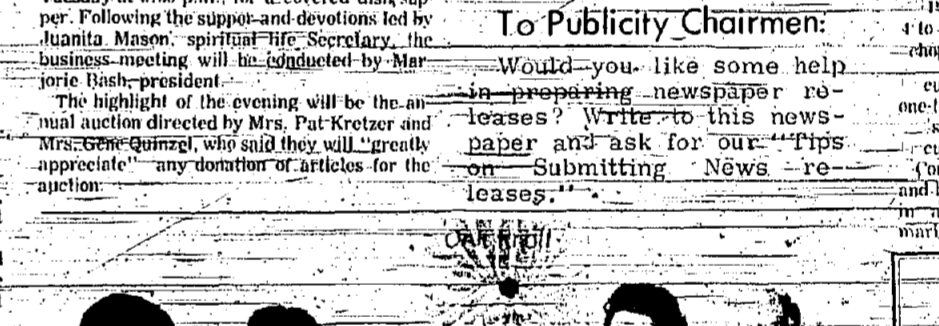 per. Following the supper and devotions led by
Juanita Mason, spiritual life Secretary, the
business meeting will be conducted by Mar
jorie Bash, president.
The highlight of the evening will be the an
nual auction directed by Mrs. Pat Kretzer and
Mrs. Gene Quinzel, who said they will "greatly
appreciate" any donation of articles for the
auction.
To Publicity Chairmen:
Would you like some help
in preparing newspaper re-
leases? Write to this news-
paper and ask for our "Tips
on Submitting News re-
leases."
Oak Knoll
one-t
and